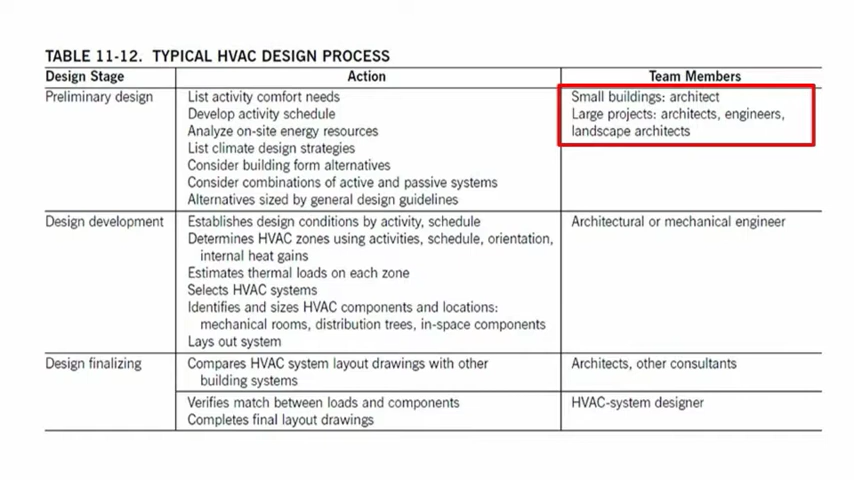 TABLE 11-12. TYPICAL HVAC DESIGN PROCESS
Design Stage Action Team Members
Preliminary design List activity comfort needs Small buildings: architect
Develop activity schedule Large projects: architects, engineers,
Analyze on-site energy resources landscape architects
List climate design strategies
Consider building form alternatives
Consider combinations of active and passive systems
Alternatives sized by general design guidelines
Design development Establishes design conditions by activity, schedule Architectural or mechanical engineer
Determines HVAC zones using activities, schedule, orientation,
internal heat gains
Estimates thermal loads on each zone
Selects HVAC systems
Identifies and sizes HVAC components and locations:
mechanical rooms, distribution trees, in-space components
Lays out system
Design finalizing Compares HVAC system layout drawings with other Architects, other consultants
building systems
Verifies match between loads and components HVAC-system designer
Completes final layout drawings